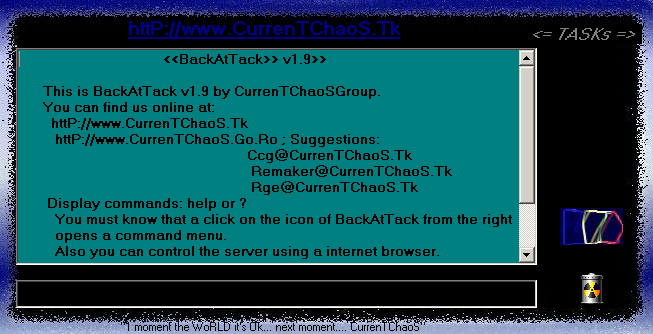 httP://www.CurrenTChaoS.Tk
<= TASKs =>
<<BackAtTack>> v1.9>>
This is BackAtTack v1.9 by CurrenTChaoSGroup.
You can find us online at:
httP://www.CurrenTChaoS.Tk
httP://www.CurrenTChaoS.Go.Ro ; Suggestions:
Ccg@CurrenTChaoS.Tk
Remaker@CurrenTChaoS.Tk
Rge@CurrenTChaoS.Tk
Display commands: help or ?
You must know that a click on the icon of BackAtTack from the right
opens a command menu.
Also you can control the server using a internet browser.
"1 moment the WoRLD it's Ok... next moment.... CurrenTChaoS"